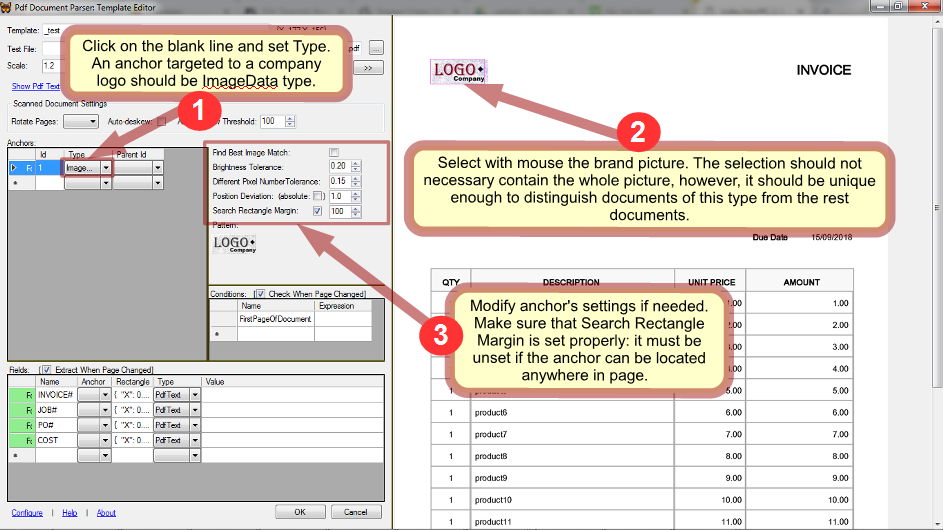 Pdf Document Parser: Template Editor
Template: _test
Test File: .pdf ...
Scale: 1.2 >>
Show Pdf Text
Click on the blank line and set Type.
An anchor targeted to a company
logo should be ImageData type.
1
Scanned Document Settings
Rotate Pages: Auto-deskew: Threshold: 100
Anchors:
Id Type Parent Id
1 Image...
Find Best Image Match:
Brightness Tolerance: 0.20
Different Pixel NumberTolerance: 0.15
Position Deviation: (absolute: ) 1.0
Search Rectangle Margin: 100
Pattern:
LOGO
Company
Conditions: [ Check When Page Changed]
Name Expression
FirstPageOfDocument
Fields: [ Extract When Page Changed]
Name Anchor Rectangle Type Value
INVOICE# { "X": 0.... PdfText
JOB# { "X": 0.... PdfText
PO# { "X": 0.... PdfText
COST { "X": 0.... PdfText
Configure | Help | About OK Cancel
LOGO
Company
INVOICE
2
Select with mouse the brand picture. The selection should not
necessary contain the whole picture, however, it should be unique
enough to distinguish documents of this type from the rest
documents.
Due Date 15/09/2018
3
Modify anchor's settings if needed.
Make sure that Search Rectangle
Margin is set properly: it must be
unset if the anchor can be located
anywhere in page.
QTY DESCRIPTION UNIT PRICE AMOUNT
1.00
2.00
3.00
4.00
1 5.00 5.00
1 product6 6.00 6.00
1 product7 7.00 7.00
1 product8 8.00 8.00
1 product9 9.00 9.00
1 product10 10.00 10.00
1 product11 11.00 11.00